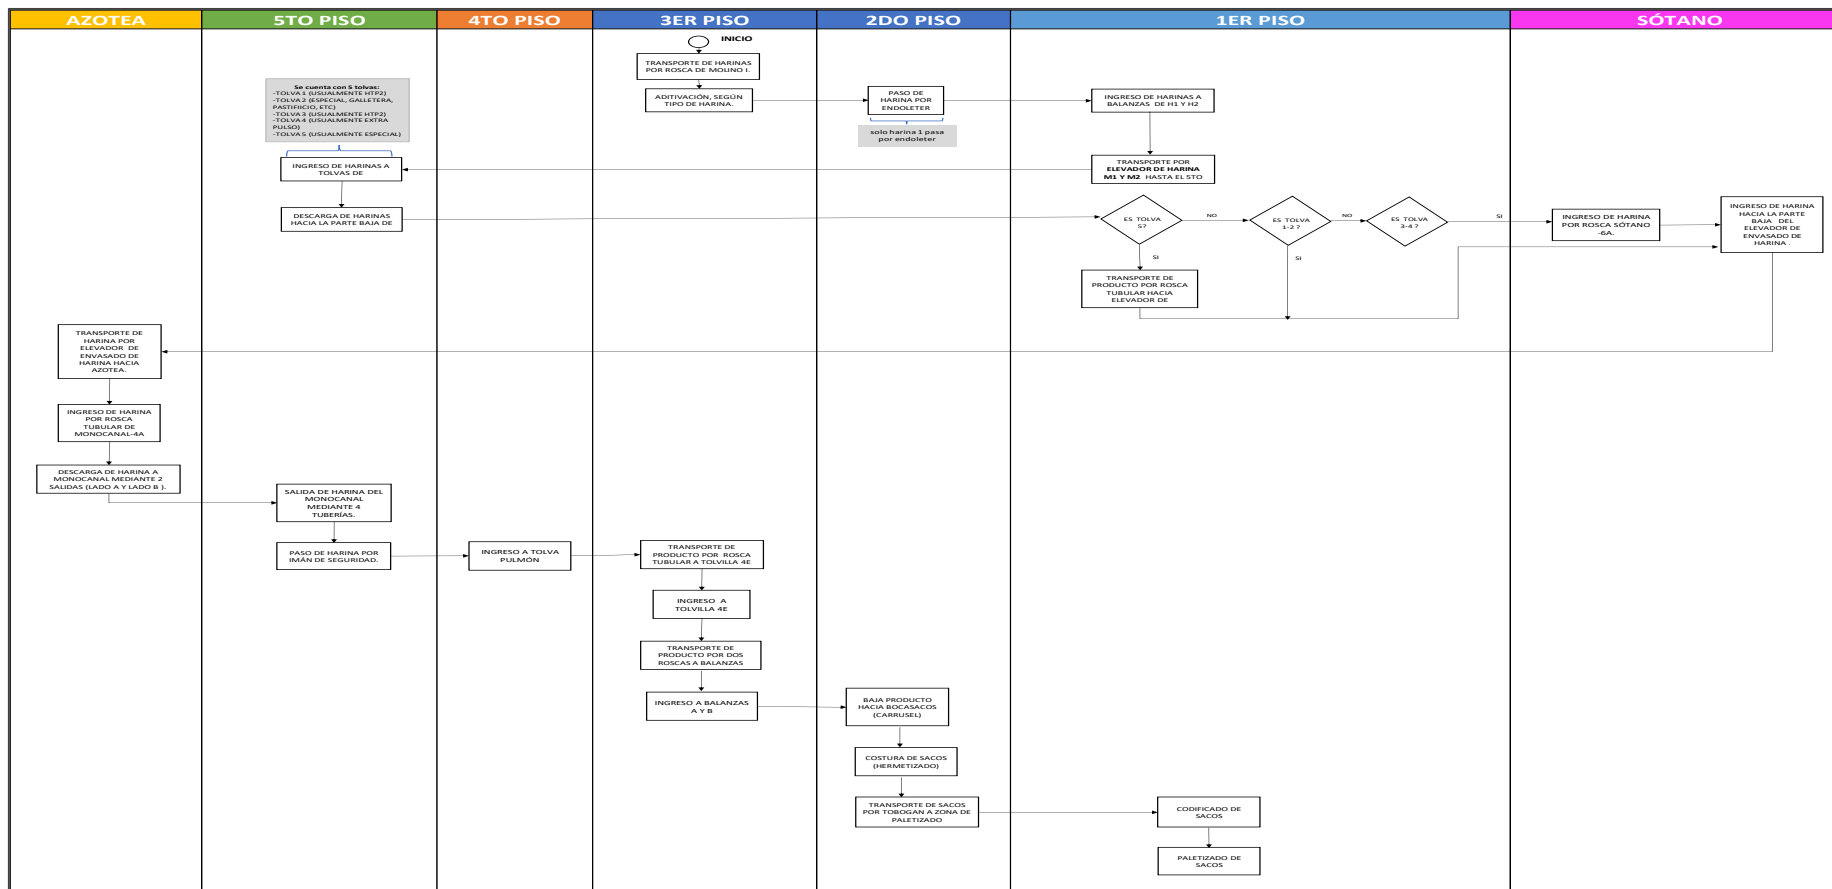 AZOTEA
5TO PISO
4TO PISO
3ER PISO
2DO PISO
1ER PISO
SÓTANO
INICIO
TRANSPORTE DE HARINAS
POR ROSCA DE MOLINO I.
ADITIVACIÓN, SEGÚN
TIPO DE HARINA.
PASO DE
HARINA POR
ENDOLETER
solo harina 1 pasa
por endoleter
INGRESO DE HARINAS A
BALANZAS DE H1 Y H2
Se cuenta con 5 tolvas:
-TOLVA 1 (USUALMENTE HTP2)
-TOLVA 2 (ESPECIAL, GALLETERA,
PASTIFIICIO, ETC)
-TOLVA 3 (USUALMENTE HTP2)
-TOLVA 4 (USUALMENTE EXTRA
PULSO)
-TOLVA 5 (USUALMENTE ESPECIAL)
TRANSPORTE POR
ELEVADOR DE HARINA
M1 Y M2 HASTA EL 5TO
INGRESO DE HARINAS A
TOLVAS DE
DESCARGA DE HARINAS
HACIA LA PARTE BAJA DE
ES TOLVA
5?
NO
ES TOLVA
1-2 ?
NO
ES TOLVA
3-4 ?
SI
INGRESO DE HARINA
POR ROSCA SÓTANO
-6A.
INGRESO DE HARINA
HACIA LA PARTE
BAJA DEL
ELEVADOR DE
ENVASADO DE
HARINA .
SI
SI
TRANSPORTE DE
PRODUCTO POR ROSCA
TUBULAR HACIA
ELEVADOR DE
TRANSPORTE DE
HARINA POR
ELEVADOR DE
ENVASADO DE
HARINA HACIA
AZOTEA.
INGRESO DE HARINA
POR ROSCA
TUBULAR DE
MONOCANAL-4A
DESCARGA DE HARINA A
MONOCANAL MEDIANTE 2
SALIDAS (LADO A Y LADO B ).
SALIDA DE HARINA DEL
MONOCANAL
MEDIANTE 4
TUBERÍAS.
PASO DE HARINA POR
IMÁN DE SEGURIDAD.
INGRESO A TOLVA
PULMÓN
TRANSPORTE DE
PRODUCTO POR ROSCA
TUBULAR A TOLVILLA 4E
INGRESO A
TOLVILLA 4E
TRANSPORTE DE
PRODUCTO POR DOS
ROSCAS A BALANZAS
INGRESO A BALANZAS
A Y B
BAJA PRODUCTO
HACIA BOCASACOS
(CARRUSEL)
COSTURA DE SACOS
(HERMETIZADO)
TRANSPORTE DE SACOS
POR TOBOGAN A ZONA DE
PALETIZADO
CODIFICADO DE
SACOS
PALETIZADO DE
SACOS